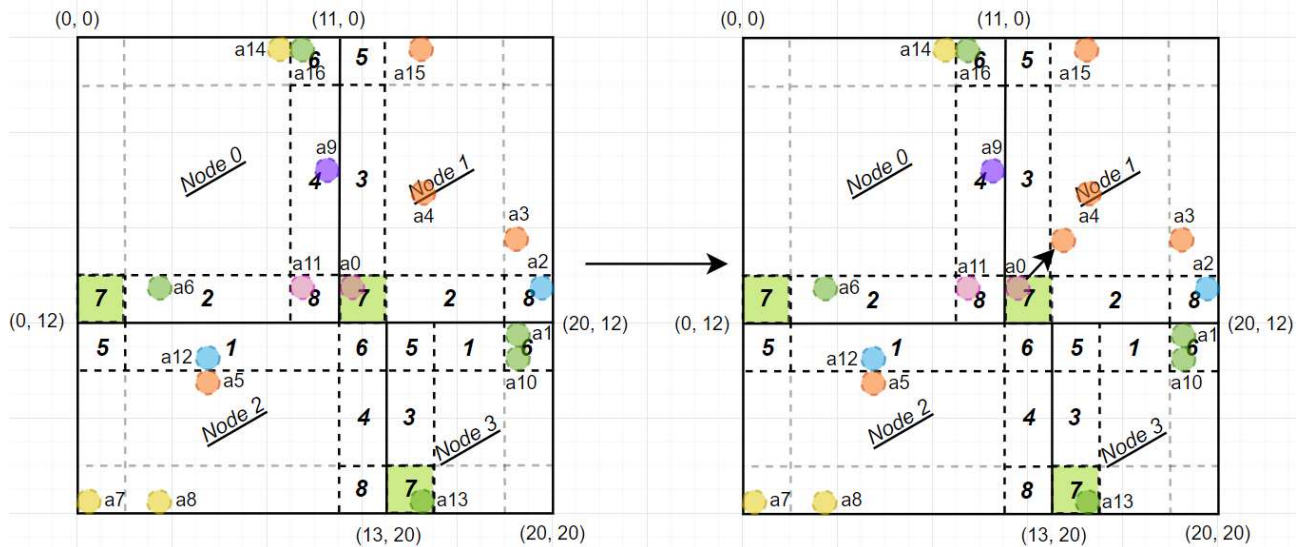 (0, 0) (11, 0) (0, 0) (11, 0)
a14 6 5 a14 6 5
a16 a15 a16 a15
Node 0 a9 Node 0 a9
4 3 Node 1 4 3 Node 1
a4 a3 a4 a3
a11 a0 a2 a11 a0 a2
7 a6 2 8 7 2 8 7 a6 2 8 7 2 8
(0, 12) (20, 12) (0, 12) (20, 12)
5 1 6 5 1 6 a1 5 1 6 5 1 6 a1
a12 a10 a12 a10
a5 a5
Node 2 4 3 Node 3 Node 2 4 3 Node 3
a7 a8 8 7 a13 a7 a8 8 7 a13
(13, 20) (20, 20) (13, 20) (20, 20)